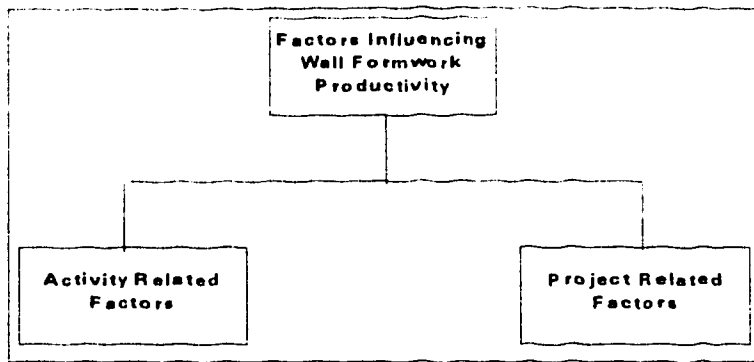 Factors Influencing
Wall Formwork
Productivity
Activity Related
Factors
Project Related
Factors